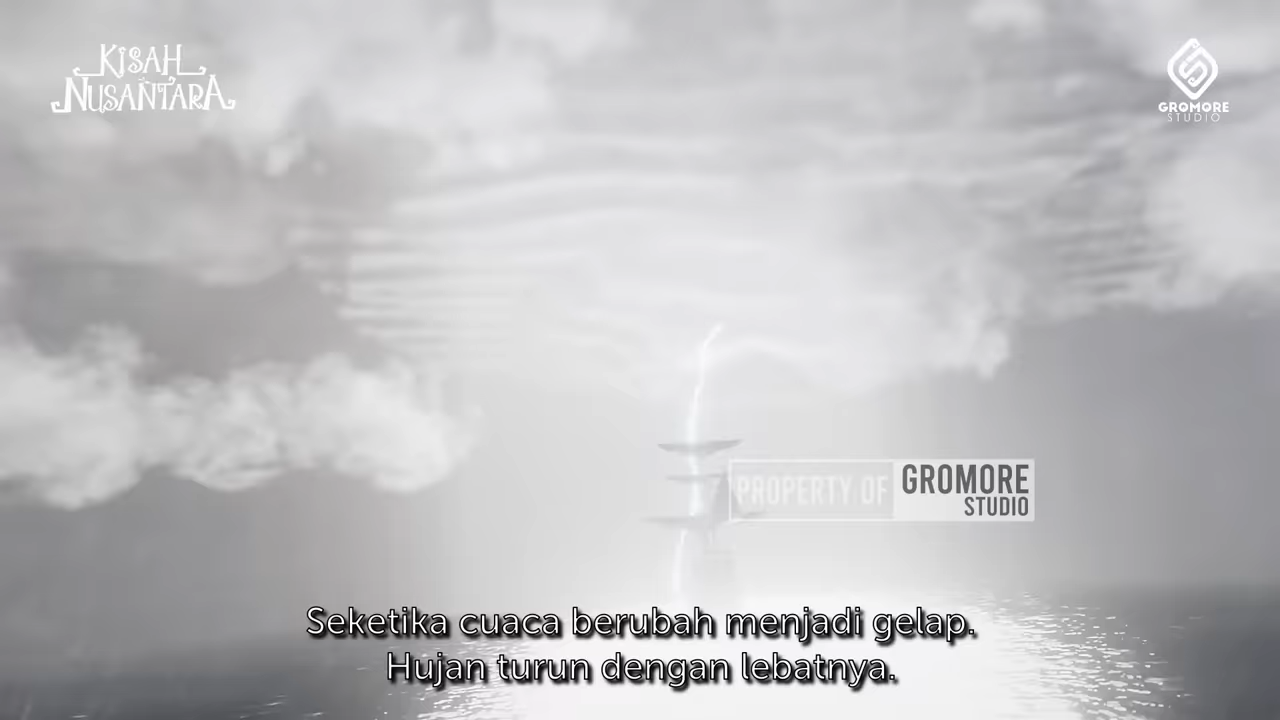 KISAH
NUSANTARA
GROMORE
STUDIO
PROPERTY OF
GROMORE
STUDIO
Seketika cuaca berubah menjadi gelap.
Hujan turun dengan lebatnya.